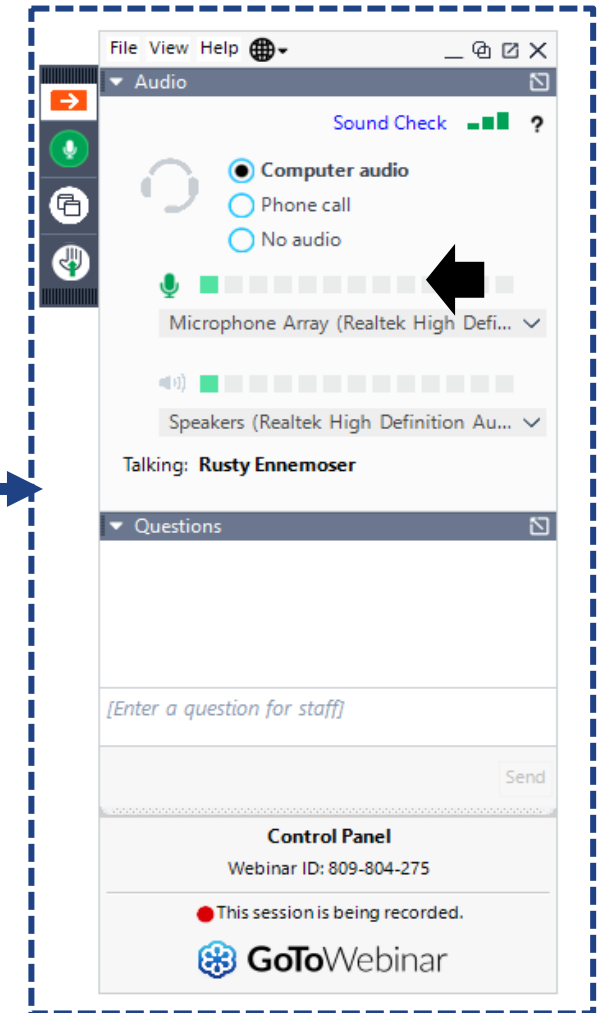 File View Help
Audio
Sound Check ?
Computer audio
Phone call
No audio
Microphone Array (Realtek High Defi...
Speakers (Realtek High Definition Au...
Talking: Rusty Ennemoser
Questions
[Enter a question for staff]
Send
Control Panel
Webinar ID: 809-804-275
This session is being recorded.
GoToWebinar